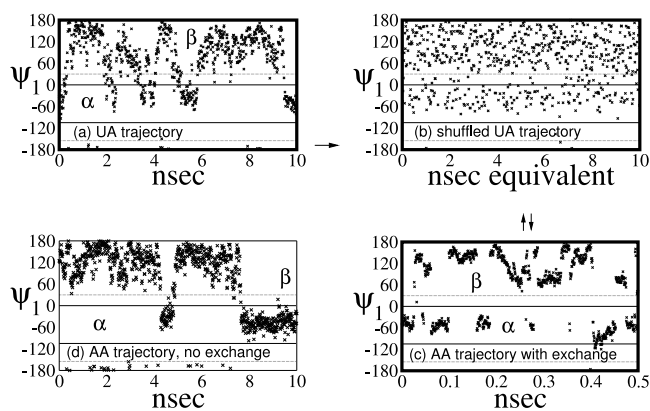 180
120
60
0
-60
-120
-180
ψ1
β
α
(a) UA trajectory
0 2 4 6 8 10
nsec
180
120
60
0
-60
-120
-180
ψ1
(b) shuffled UA trajectory
0 2 4 6 8 10
nsec equivalent
180
120
60
0
-60
-120
-180
ψ1
β
α
(d) AA trajectory, no exchange
0 2 4 6 8 10
nsec
180
120
60
0
-60
-120
-180
ψ1
β
α
(c) AA trajectory with exchange
0 0.1 0.2 0.3 0.4 0.5
nsec